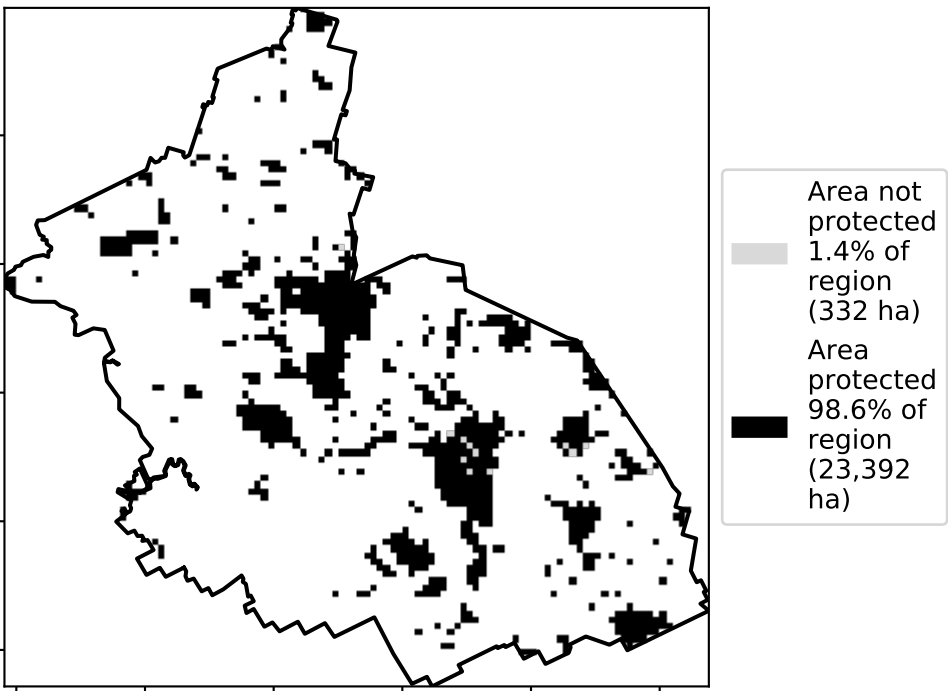 Area not
protected
1.4% of
region
(332 ha)
Area
protected
98.6% of
region
(23,392
ha)